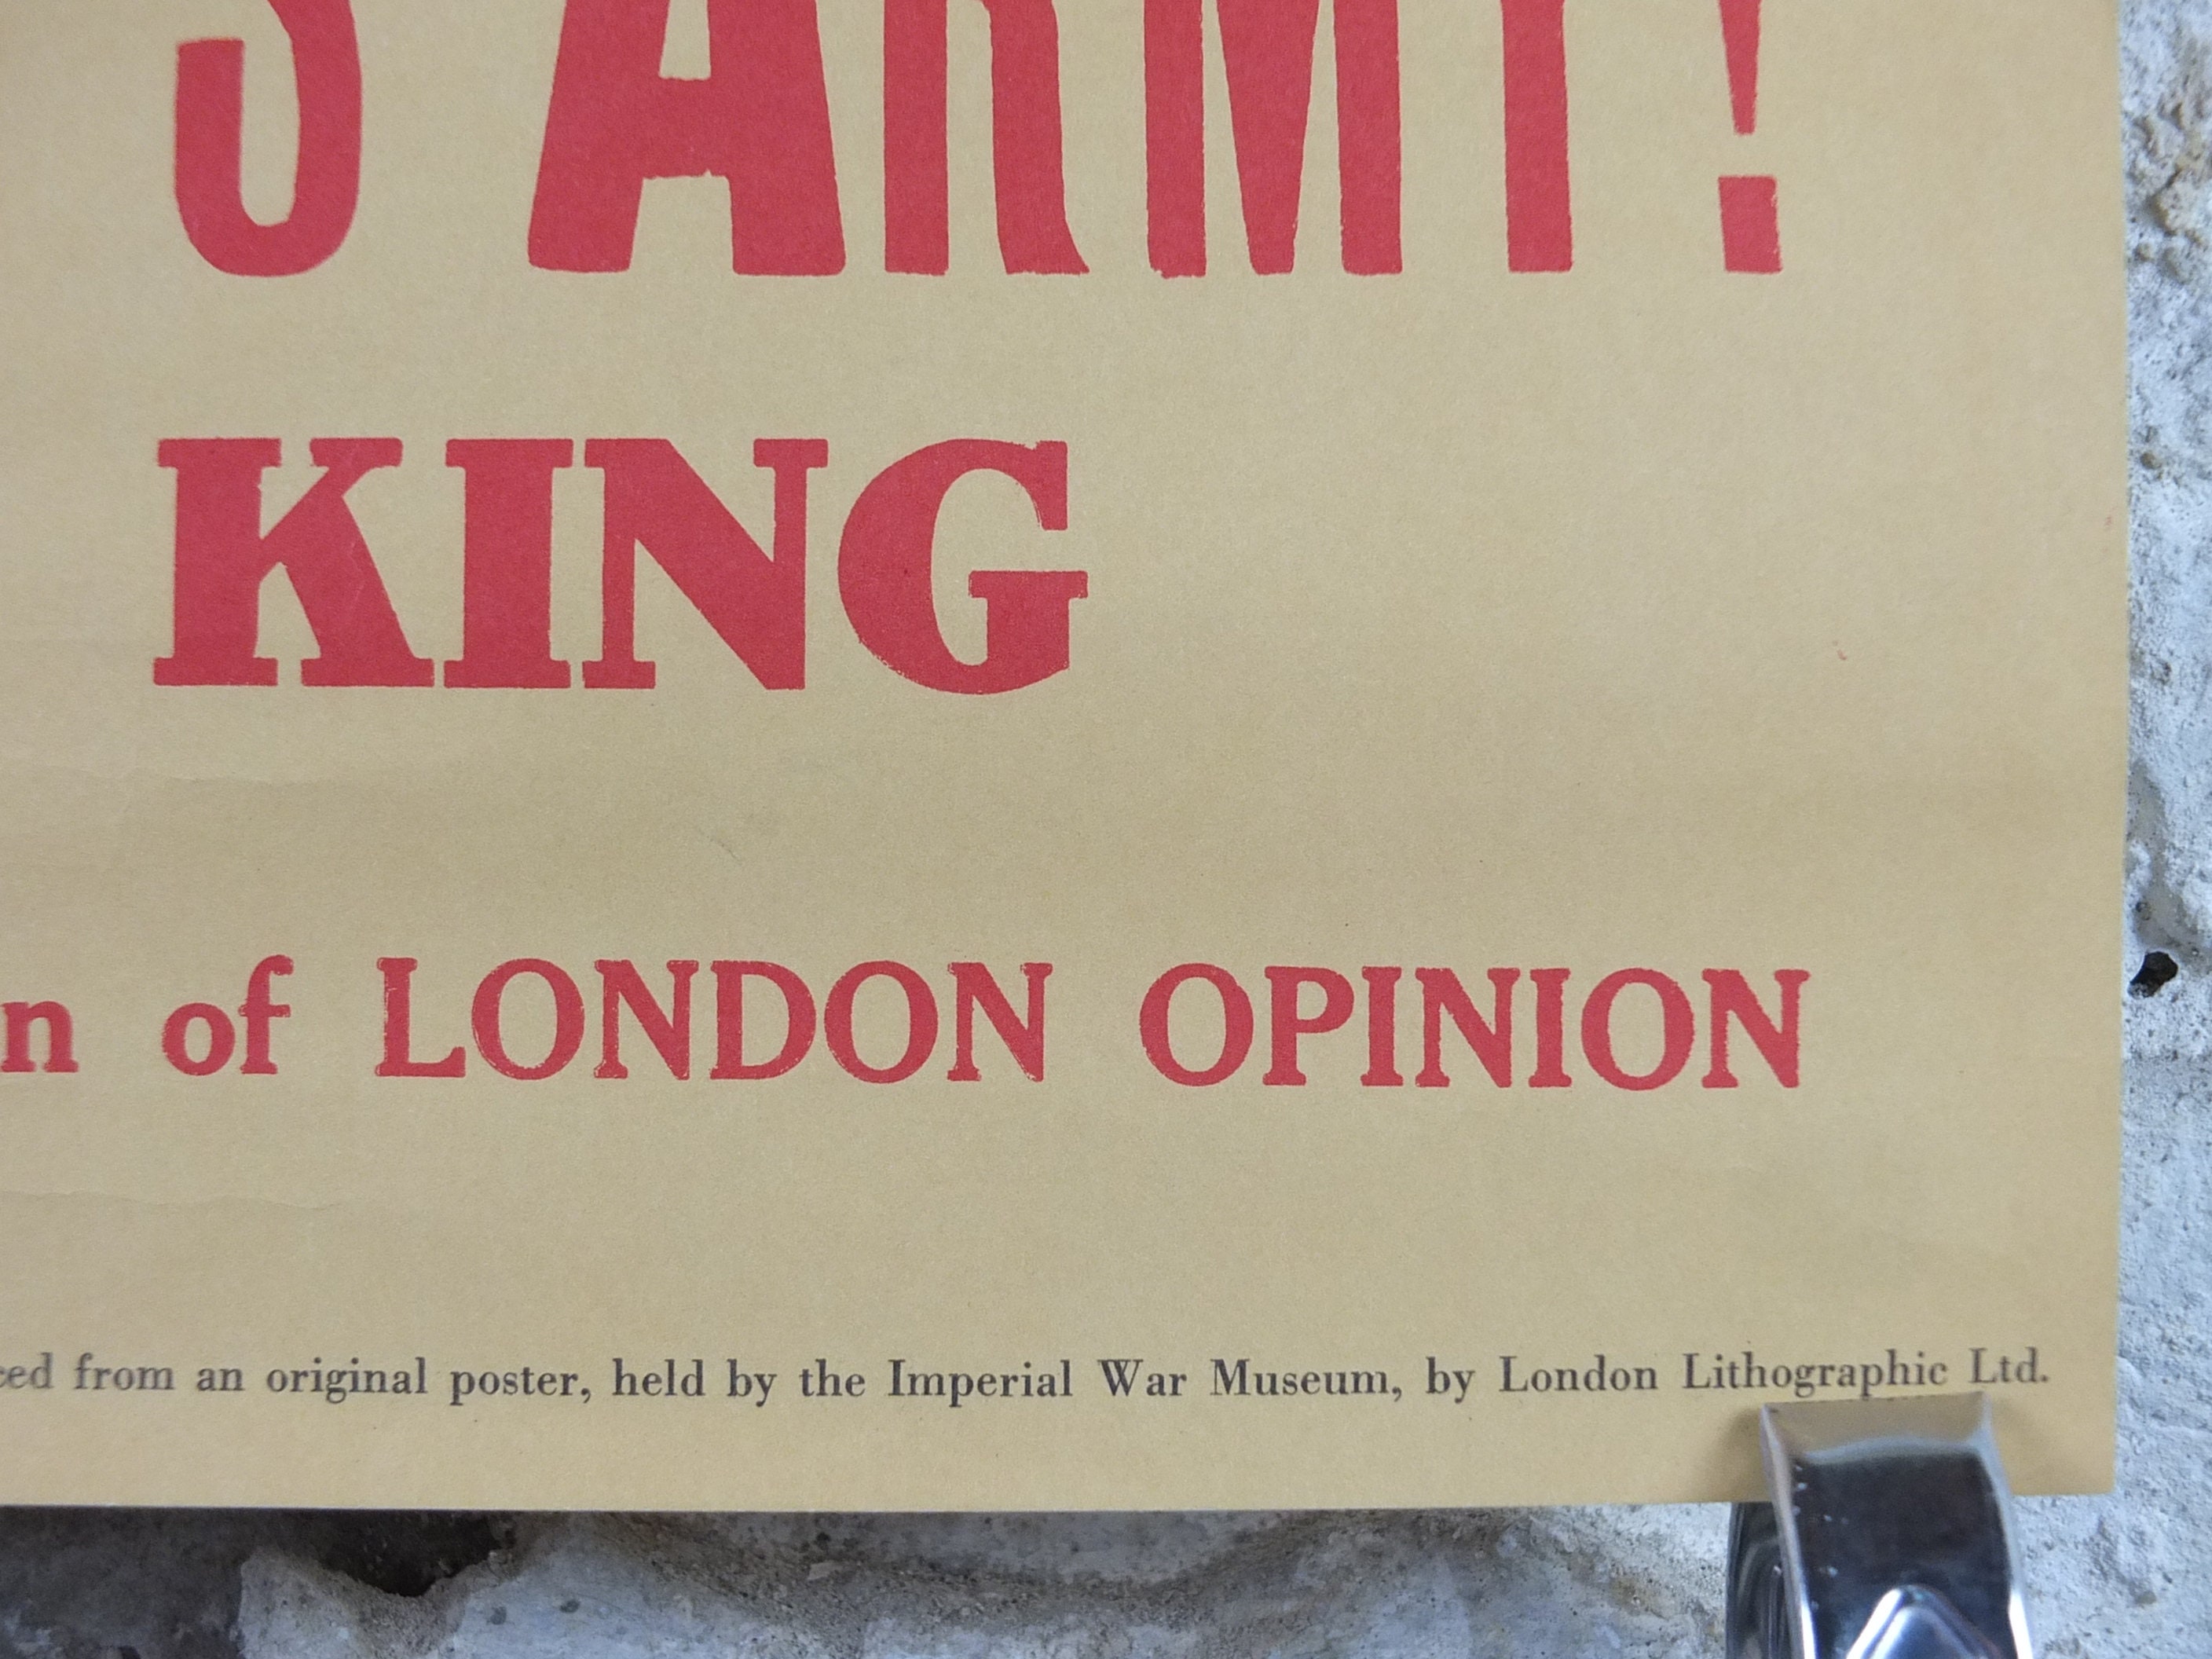 S ARMY!
KING
n of LONDON OPINION
ced from an original poster, held by the Imperial War Museum, by London Lithographic Ltd.